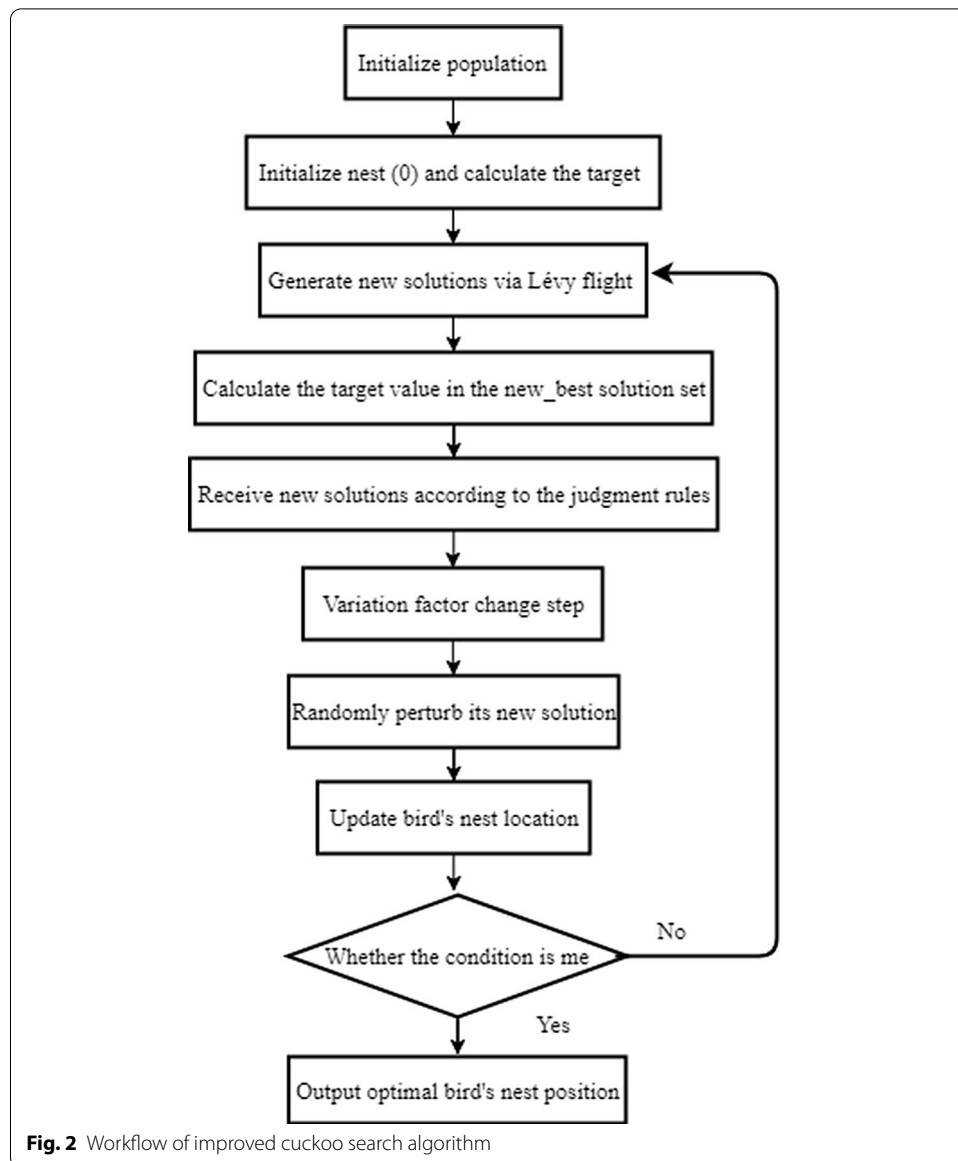 Initialize population
Initialize nest (0) and calculate the target
Generate new solutions via Lévy flight
Calculate the target value in the new_best solution set
Receive new solutions according to the judgment rules
Variation factor change step
Randomly perturb its new solution
Update bird's nest location
Whether the condition is me
No
Yes
Output optimal bird's nest position
Fig. 2 Workflow of improved cuckoo search algorithm